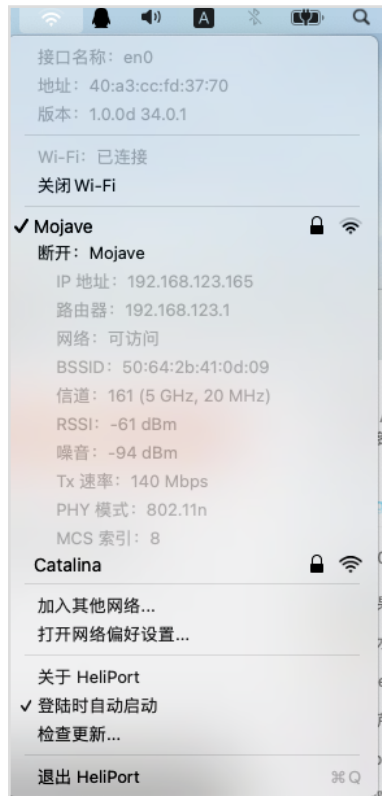 A
接口名称：en0
地址：40:a3:cc:fd:37:70
版本：1.0.0d 34.0.1
Wi-Fi：已连接
关闭 Wi-Fi
✓ Mojave
断开：Mojave
IP 地址：192.168.123.165
路由器：192.168.123.1
网络：可访问
BSSID：50:64:2b:41:0d:09
信道：161 (5 GHz, 20 MHz)
RSSI：-61 dBm
噪音：-94 dBm
Tx 速率：140 Mbps
PHY 模式：802.11n
MCS 索引：8
Catalina
加入其他网络...
打开网络偏好设置...
关于 HeliPort
✓ 登陆时自动启动
检查更新...
退出 HeliPort ⌘Q